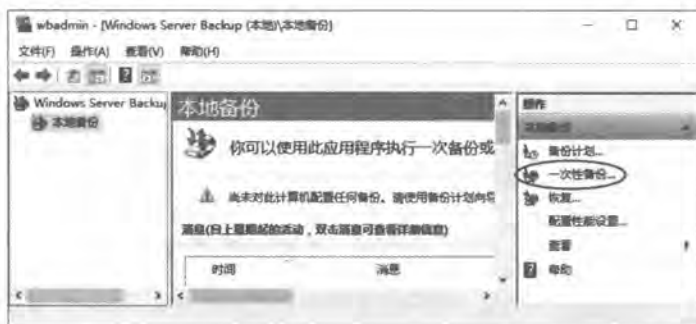 wbadmin - [Windows Server Backup (本地)\本地备份]
文件(F) 操作(A) 查看(V) 帮助(H)
Windows Server Backup
本地备份
本地备份
你可以使用此应用程序执行一次备份或
尚未对此计算机配置任何备份。请使用备份计划向导
消息(自上星期起的活动，双击消息可查看详细信息)
时间 消息
操作
本地备份
备份计划...
一次性备份...
恢复...
配置性能设置...
查看
帮助